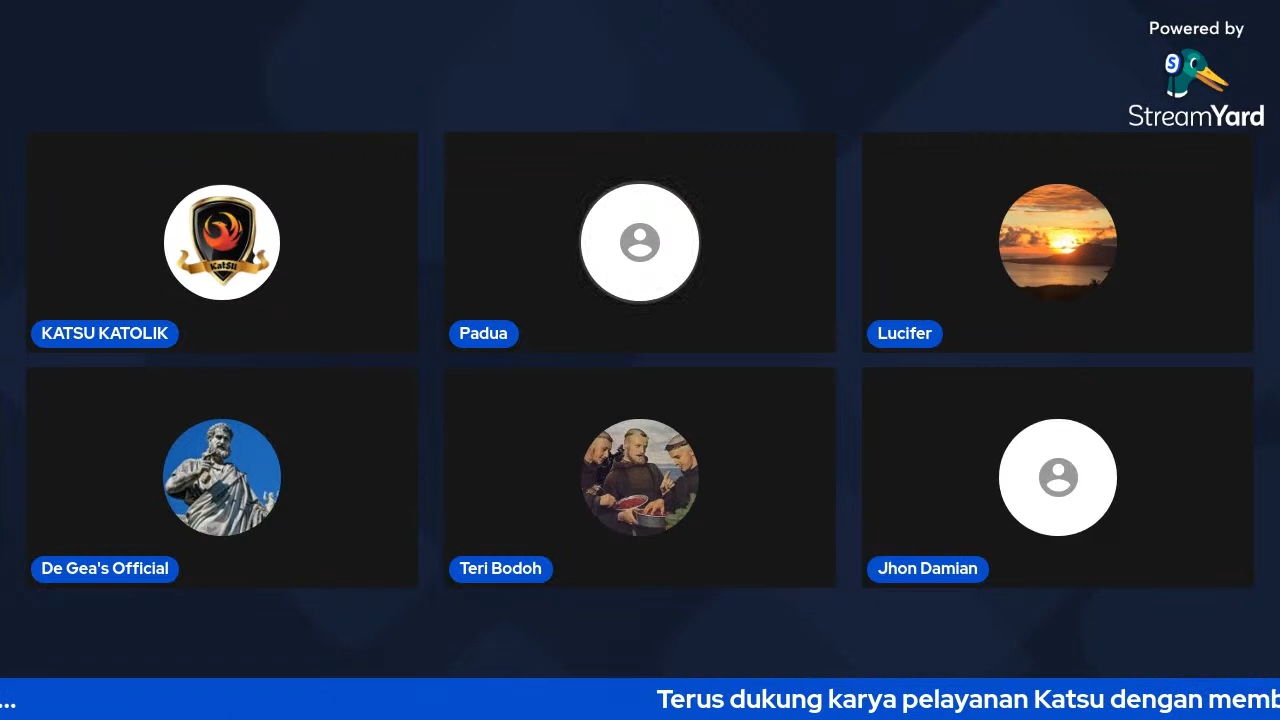 Powered by
S
StreamYard
KatSU
KATSU KATOLIK
Padua
Lucifer
De Gea's Official
Teri Bodoh
Jhon Damian
... Terus dukung karya pelayanan Katsu dengan memb